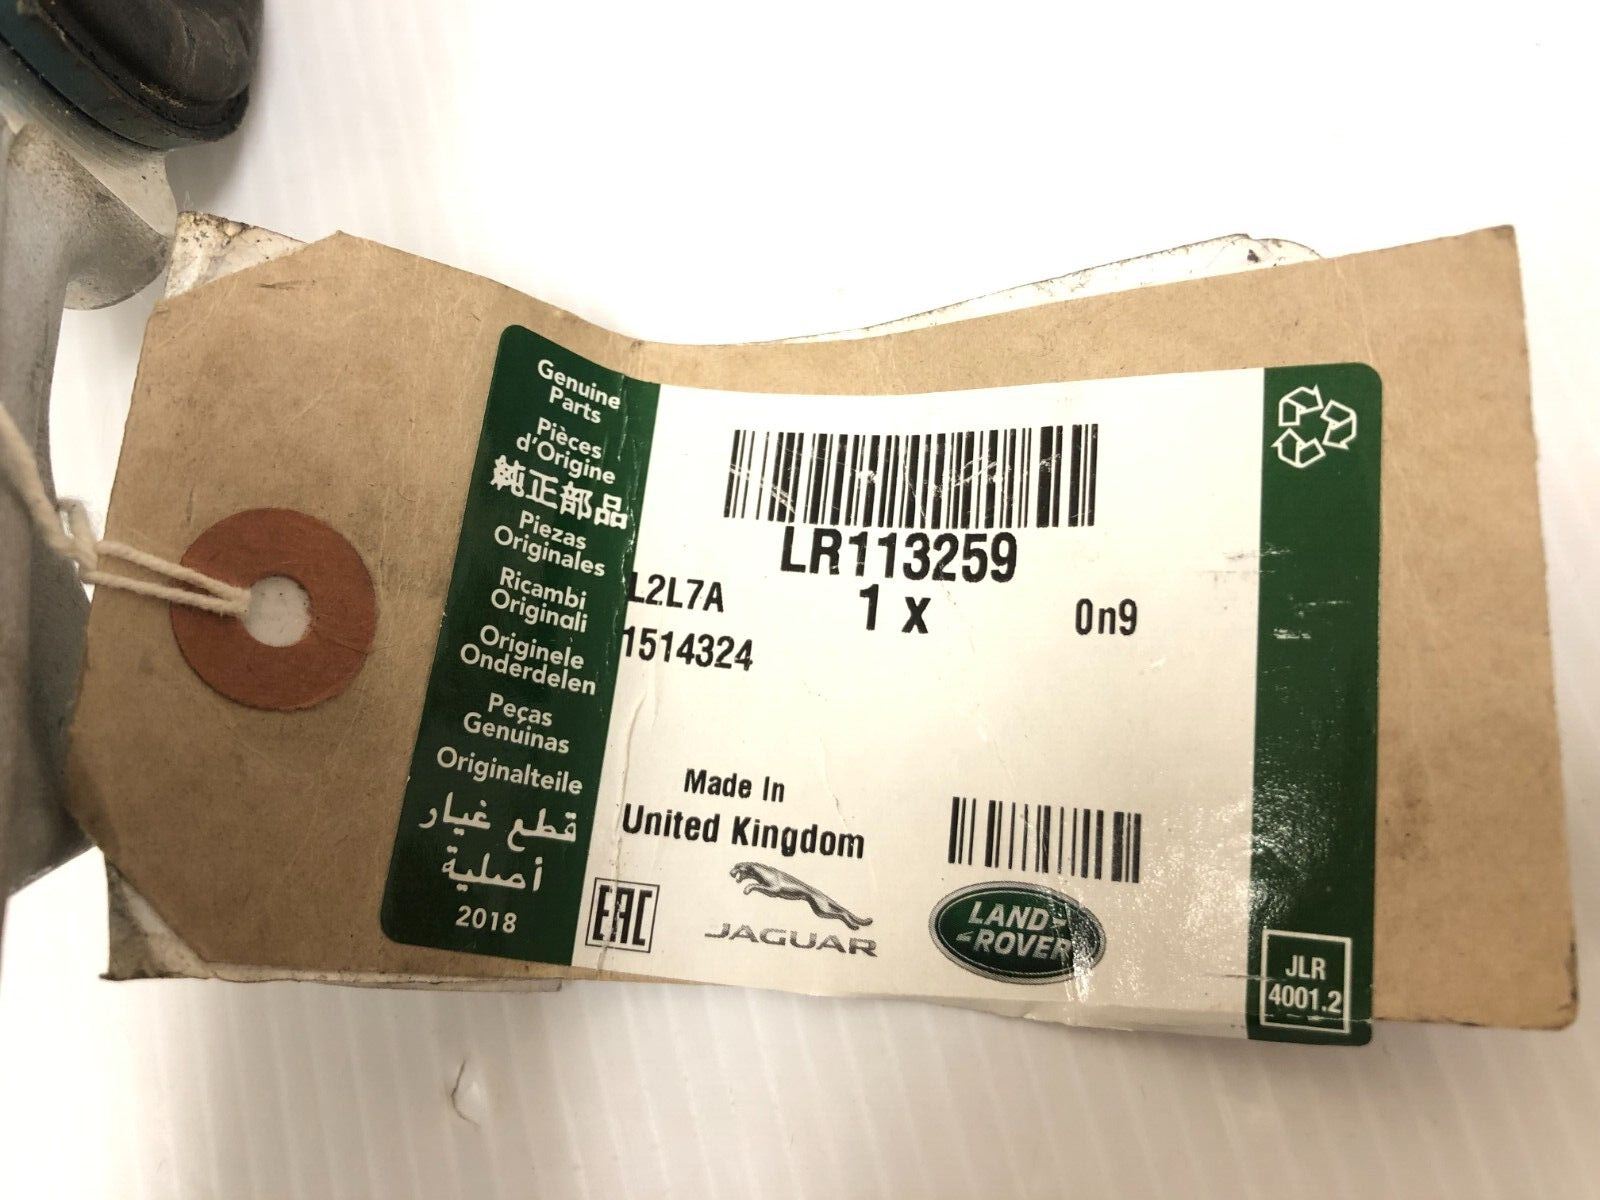 Genuine
Parts
Pièces
d'Origine
純正部品
Piezas
Originales
Ricambi
Originali
Originele
Onderdelen
Peças
Genuinas
Originalteile
قطع غيار
أصلية
2018
LR113259
L2L7A
1 x
0n9
1514324
Made In
United Kingdom
EAC
JAGUAR
LAND-
ROVER
JLR
4001.2